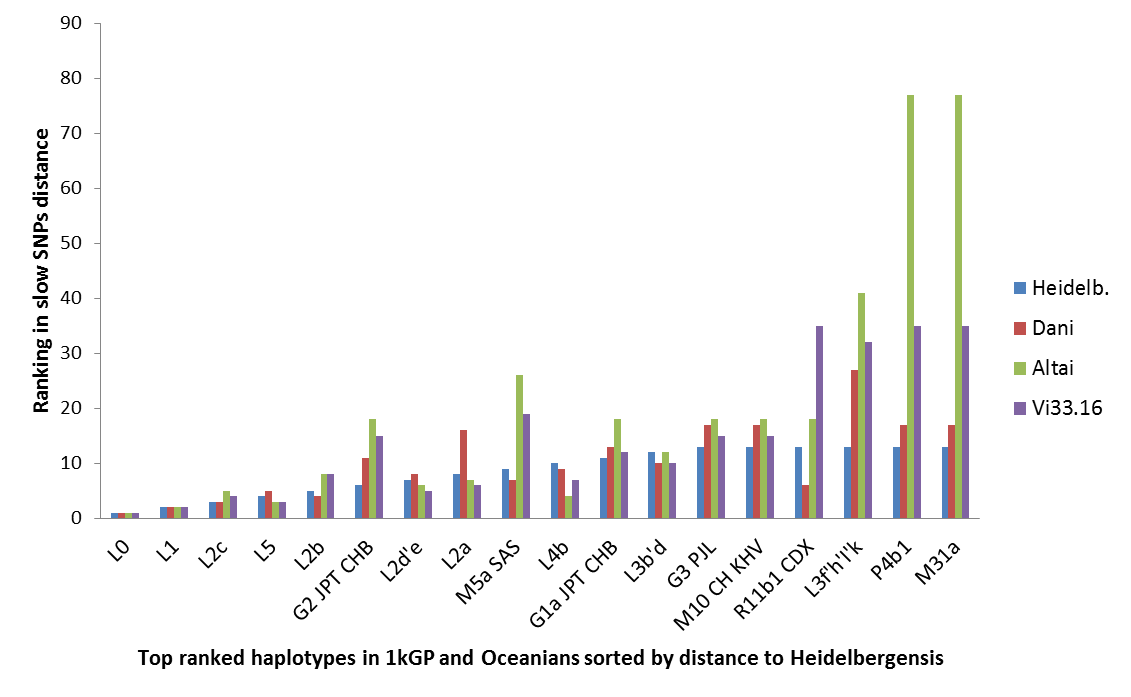 90
80
70
60
50
40
30
20
10
0
Ranking in slow SNPs distance
L0
L1
L2c
L5
L2b
G2 JPT CHB
L2d'e
L2a
M5a SAS
L4b
G1a JPT CHB
L3b'd
G3 PJL
M10 CH KHV
R11b1 CDX
L3f'h'I'k
P4b1
M31a
Top ranked haplotypes in 1kGP and Oceanians sorted by distance to Heidelbergensis
Heidelb.
Dani
Altai
Vi33.16